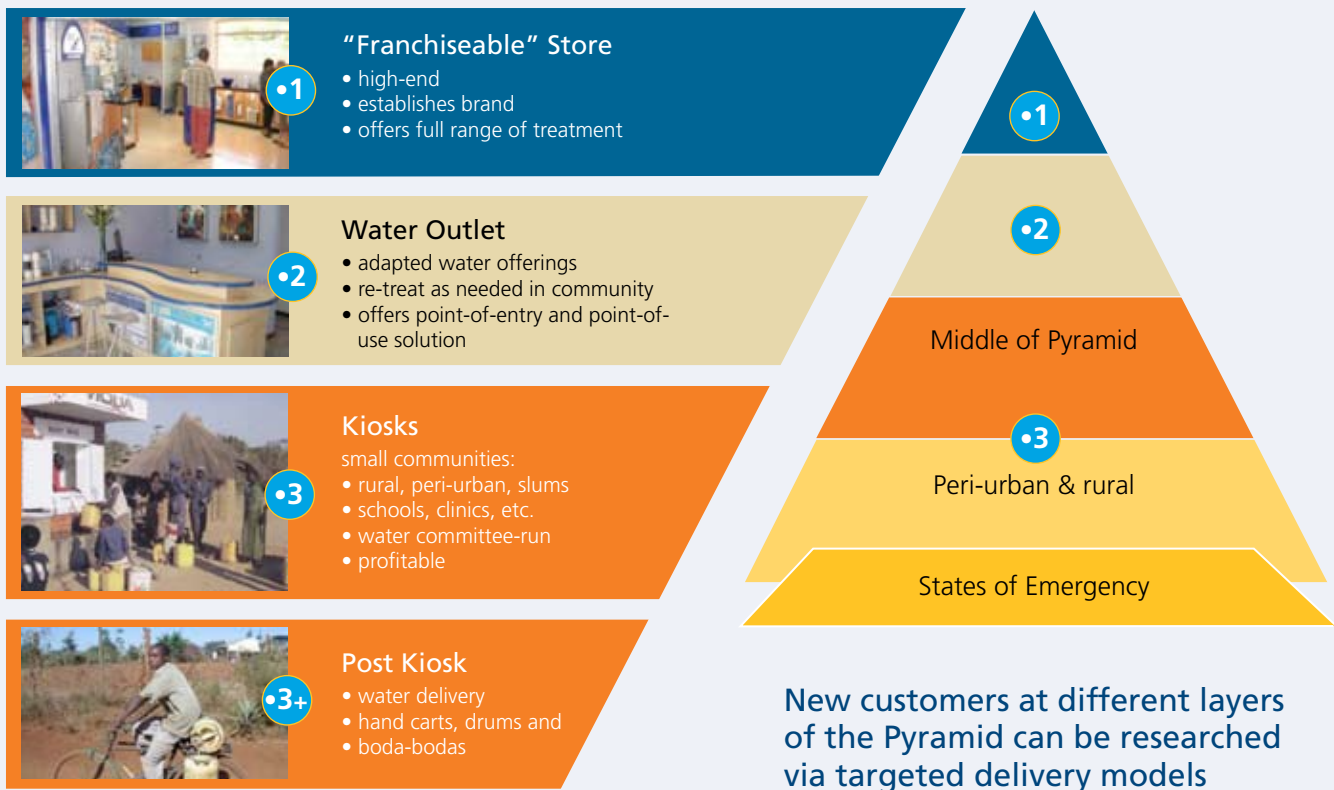 “Franchiseable” Store
• high-end
• establishes brand
• offers full range of treatment
•1
Water Outlet
• adapted water offerings
• re-treat as needed in community
• offers point-of-entry and point-of-
use solution
•2
Kiosks
small communities:
• rural, peri-urban, slums
• schools, clinics, etc.
• water committee-run
• profitable
•3
Post Kiosk
• water delivery
• hand carts, drums and
• boda-bodas
•3+
•1
•2
Middle of Pyramid
•3
Peri-urban & rural
States of Emergency
New customers at different layers
of the Pyramid can be researched
via targeted delivery models